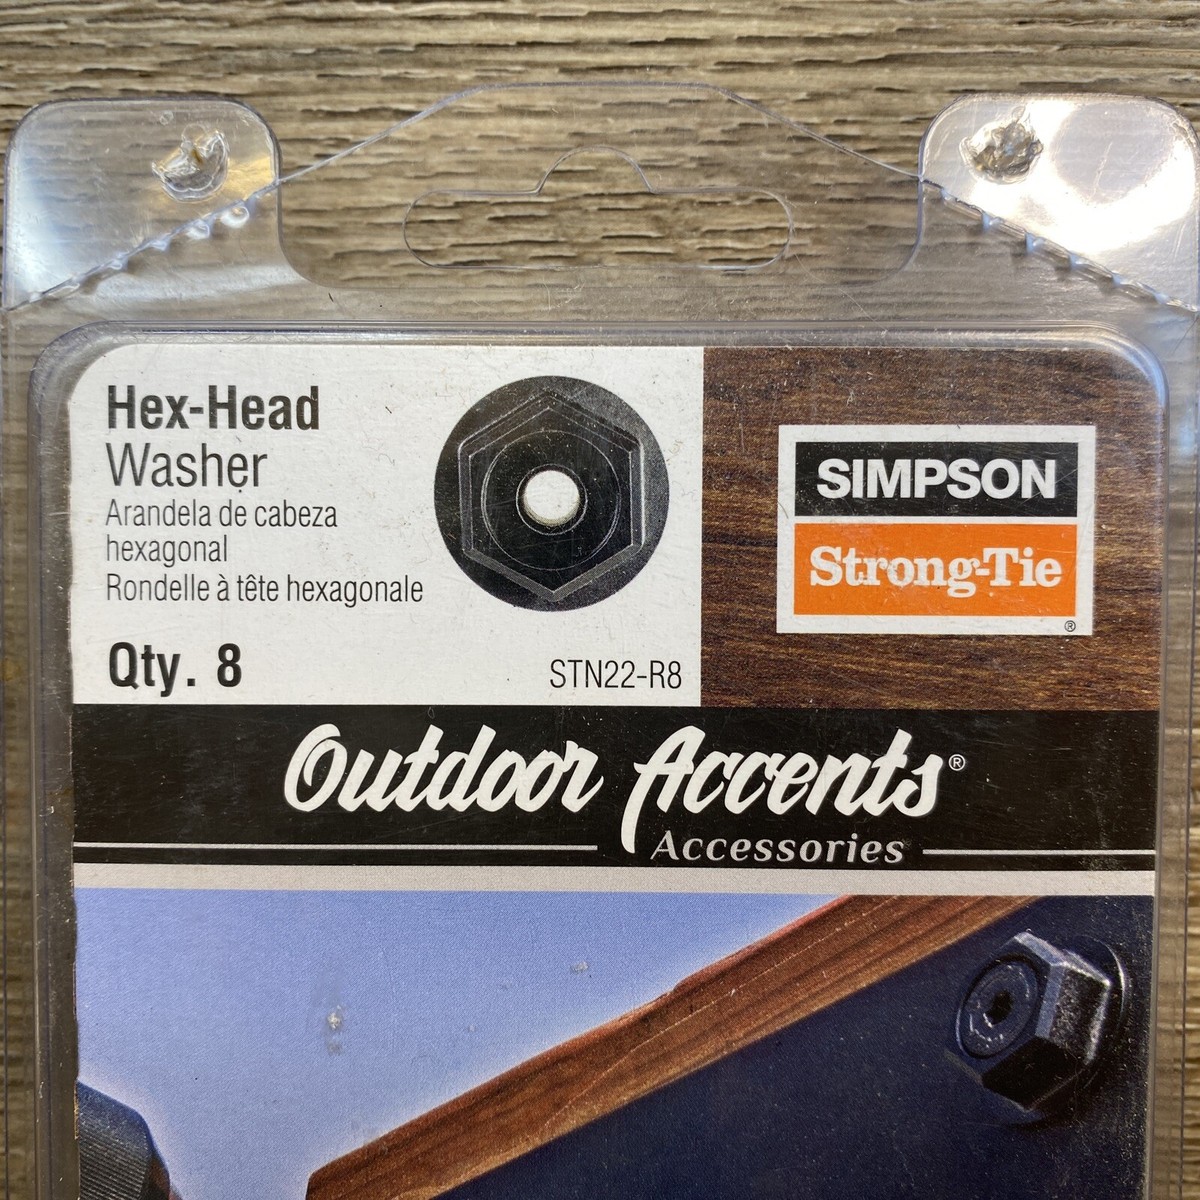 Hex-Head
Washer
Arandela de cabeza
hexagonal
Rondelle à tête hexagonale
Qty. 8
STN22-R8
SIMPSON
Strong-Tie
®
Outdoor Accents®
Accessories